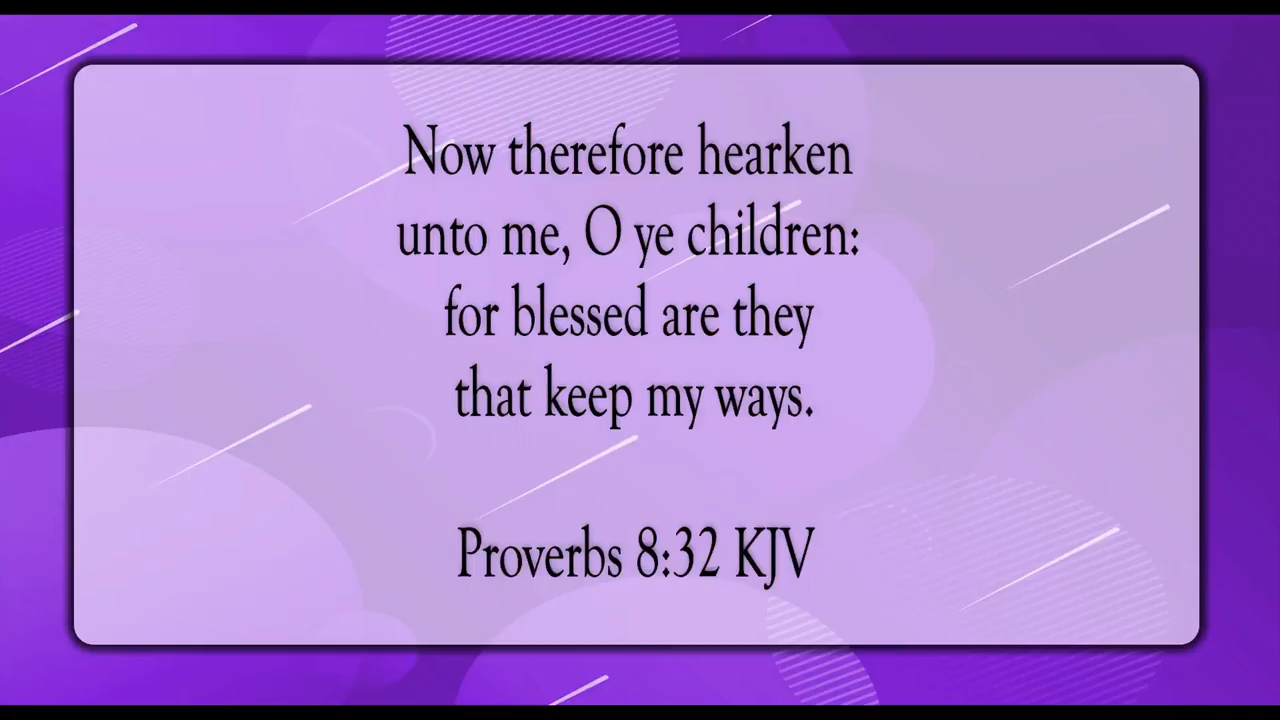 Now therefore hearken
unto me, O ye children:
for blessed are they
that keep my ways.
Proverbs 8:32 KJV